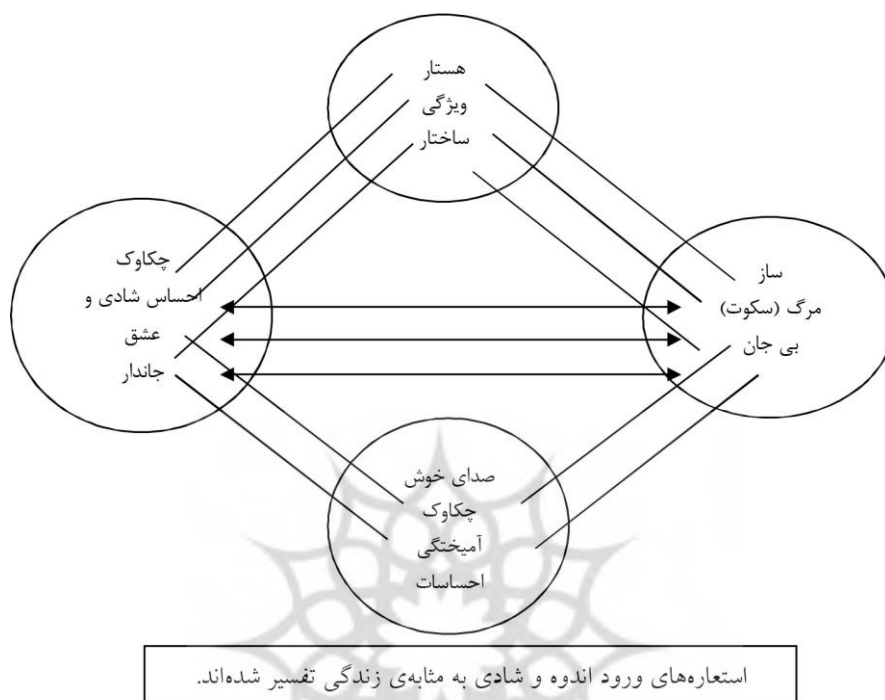 هستار
ویژگی
ساختار
ساز
مرگ (سکوت)
بی جان
چکاوک
احساس شادی و
عشق
جاندار
صدای خوش
چکاوک
آمیختگی
احساسات
استعاره‌های ورود اندوه و شادی به مثابه‌ی زندگی تفسیر شده‌اند.